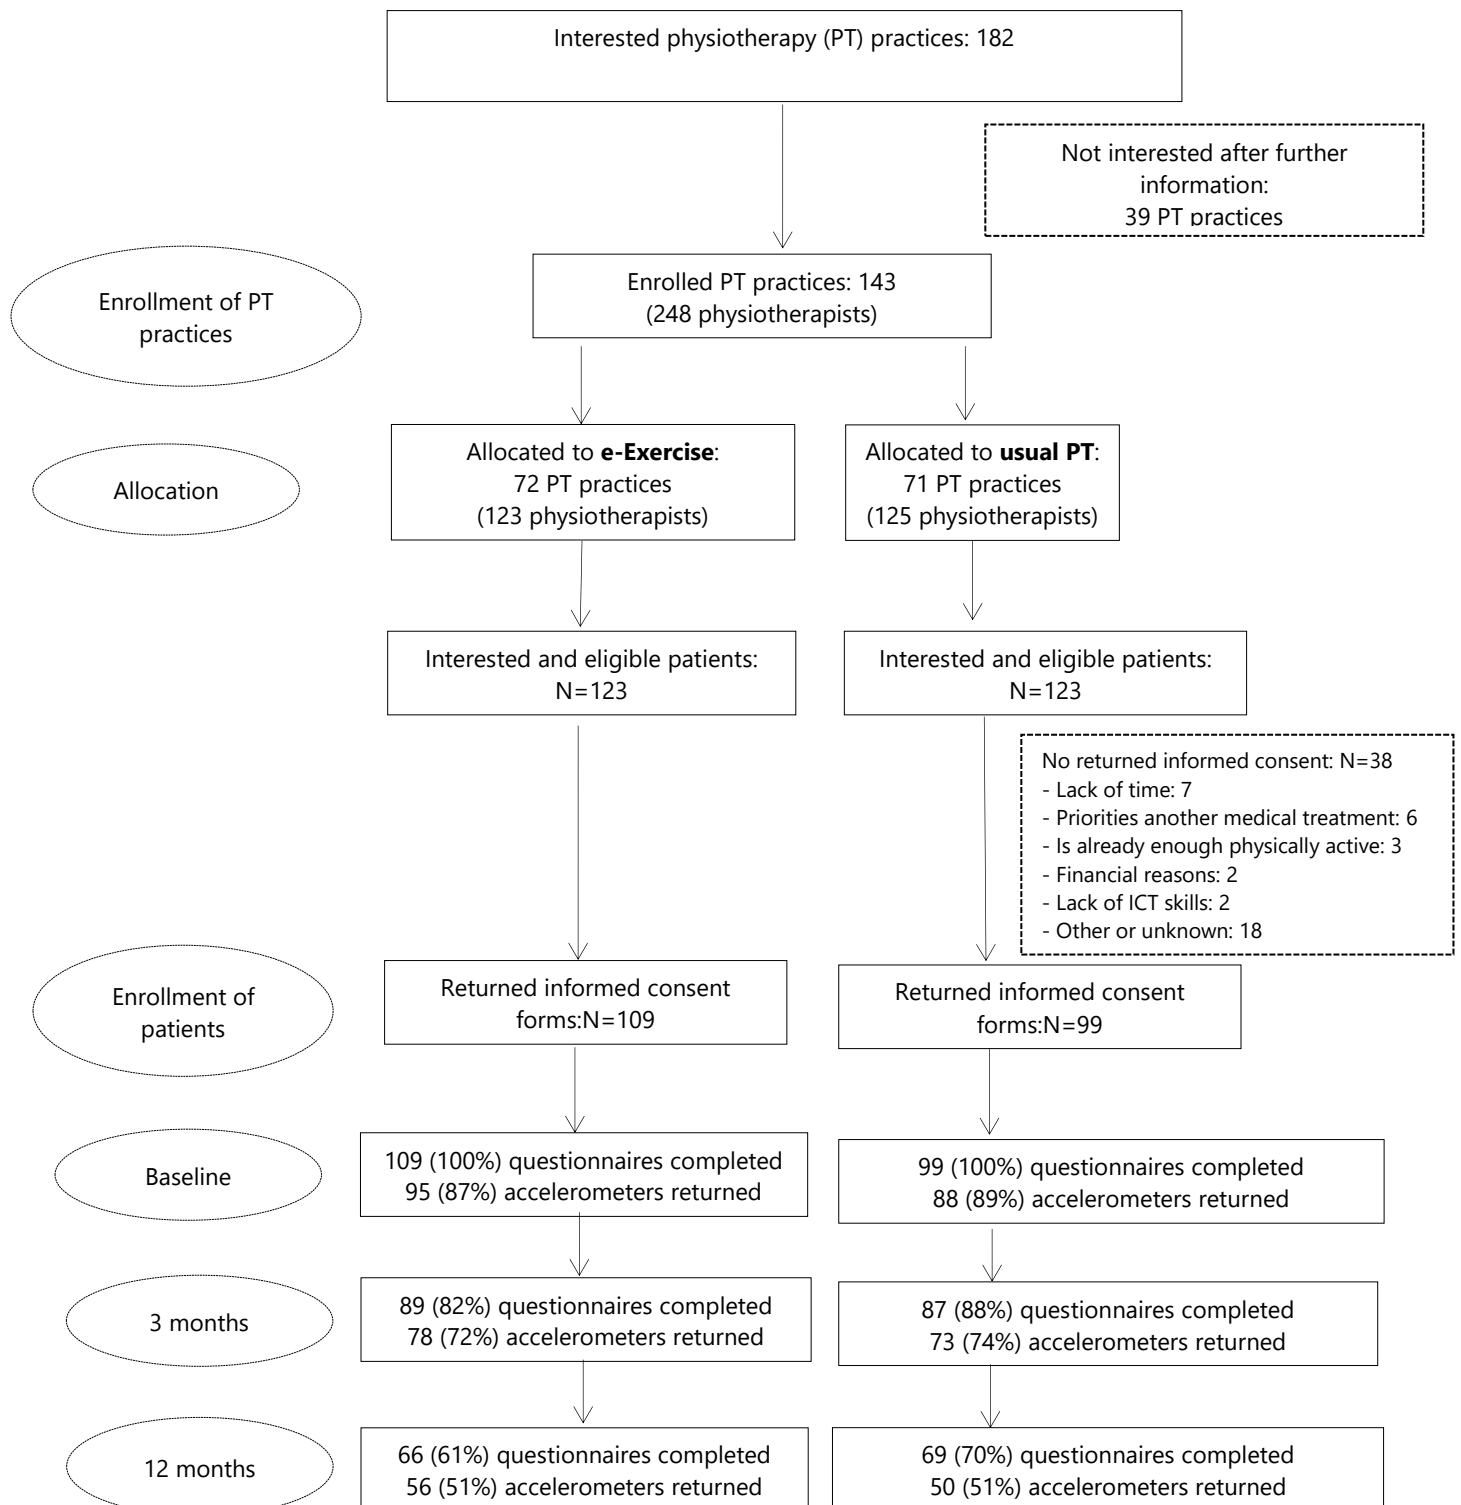 Interested physiotherapy (PT) practices: 182
Not interested after further
information:
39 PT practices
Enrollment of PT
practices
Enrolled PT practices: 143
(248 physiotherapists)
Allocation
Allocated to e-Exercise:
72 PT practices
(123 physiotherapists)
Allocated to usual PT:
71 PT practices
(125 physiotherapists)
Interested and eligible patients:
N=123
Interested and eligible patients:
N=123
No returned informed consent: N=38
- Lack of time: 7
- Priorities another medical treatment: 6
- Is already enough physically active: 3
- Financial reasons: 2
- Lack of ICT skills: 2
- Other or unknown: 18
Enrollment of
patients
Returned informed consent
forms:N=109
Returned informed consent
forms:N=99
Baseline
109 (100%) questionnaires completed
95 (87%) accelerometers returned
99 (100%) questionnaires completed
88 (89%) accelerometers returned
3 months
89 (82%) questionnaires completed
78 (72%) accelerometers returned
87 (88%) questionnaires completed
73 (74%) accelerometers returned
12 months
66 (61%) questionnaires completed
56 (51%) accelerometers returned
69 (70%) questionnaires completed
50 (51%) accelerometers returned